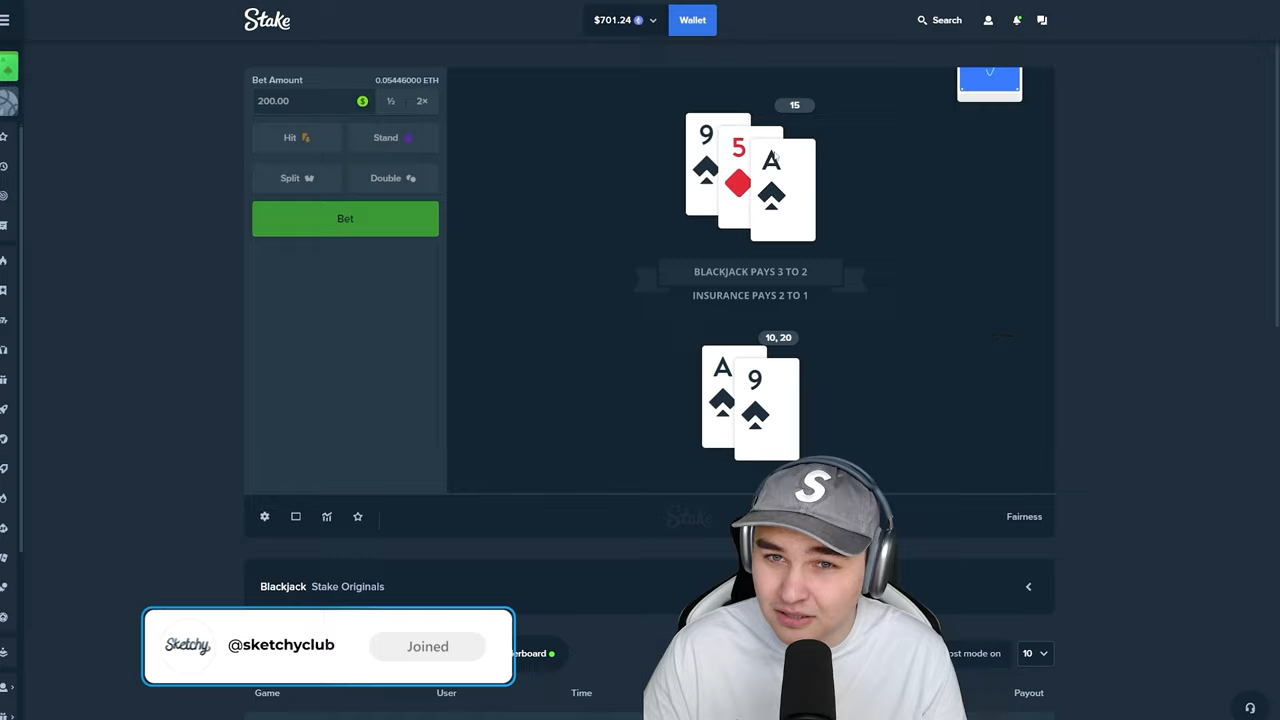 Stake
$701.24
Wallet
Search
Bet Amount
0.05446000 ETH
200.00
½
2×
Hit
Stand
Split
Double
Bet
15
9
5
A
BLACKJACK PAYS 3 TO 2
INSURANCE PAYS 2 TO 1
10, 20
A
9
S
Stake
Fairness
Blackjack Stake Originals
Sketchy
@sketchyclub
Joined
erboard
ost mode on
10
Game
User
Time
Payout